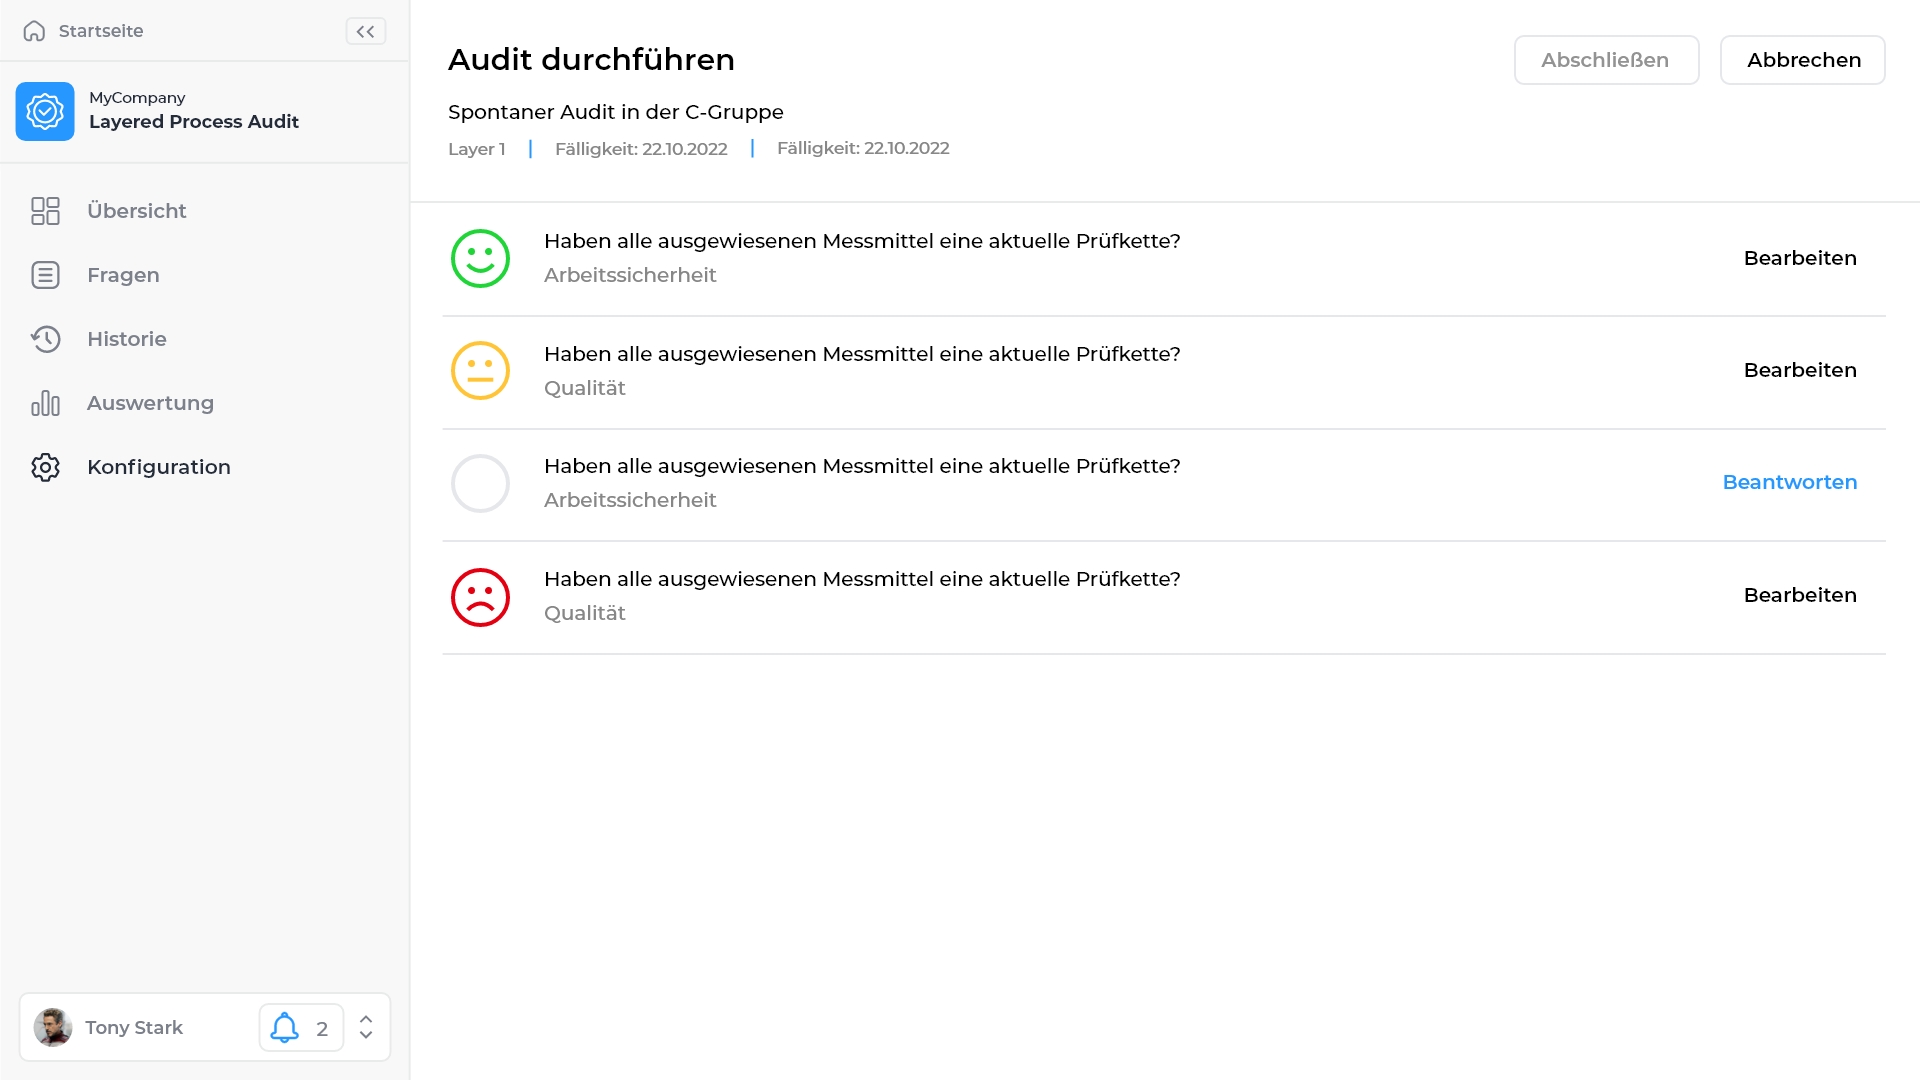 Startseite
MyCompany
Layered Process Audit
Übersicht
Fragen
Historie
Auswertung
Konfiguration
Tony Stark
2
Audit durchführen
Abschließen
Abbrechen
Spontaner Audit in der C-Gruppe
Layer 1 | Fälligkeit: 22.10.2022 | Fälligkeit: 22.10.2022
Haben alle ausgewiesenen Messmittel eine aktuelle Prüfkette?
Arbeitssicherheit
Bearbeiten
Haben alle ausgewiesenen Messmittel eine aktuelle Prüfkette?
Qualität
Bearbeiten
Haben alle ausgewiesenen Messmittel eine aktuelle Prüfkette?
Arbeitssicherheit
Beantworten
Haben alle ausgewiesenen Messmittel eine aktuelle Prüfkette?
Qualität
Bearbeiten